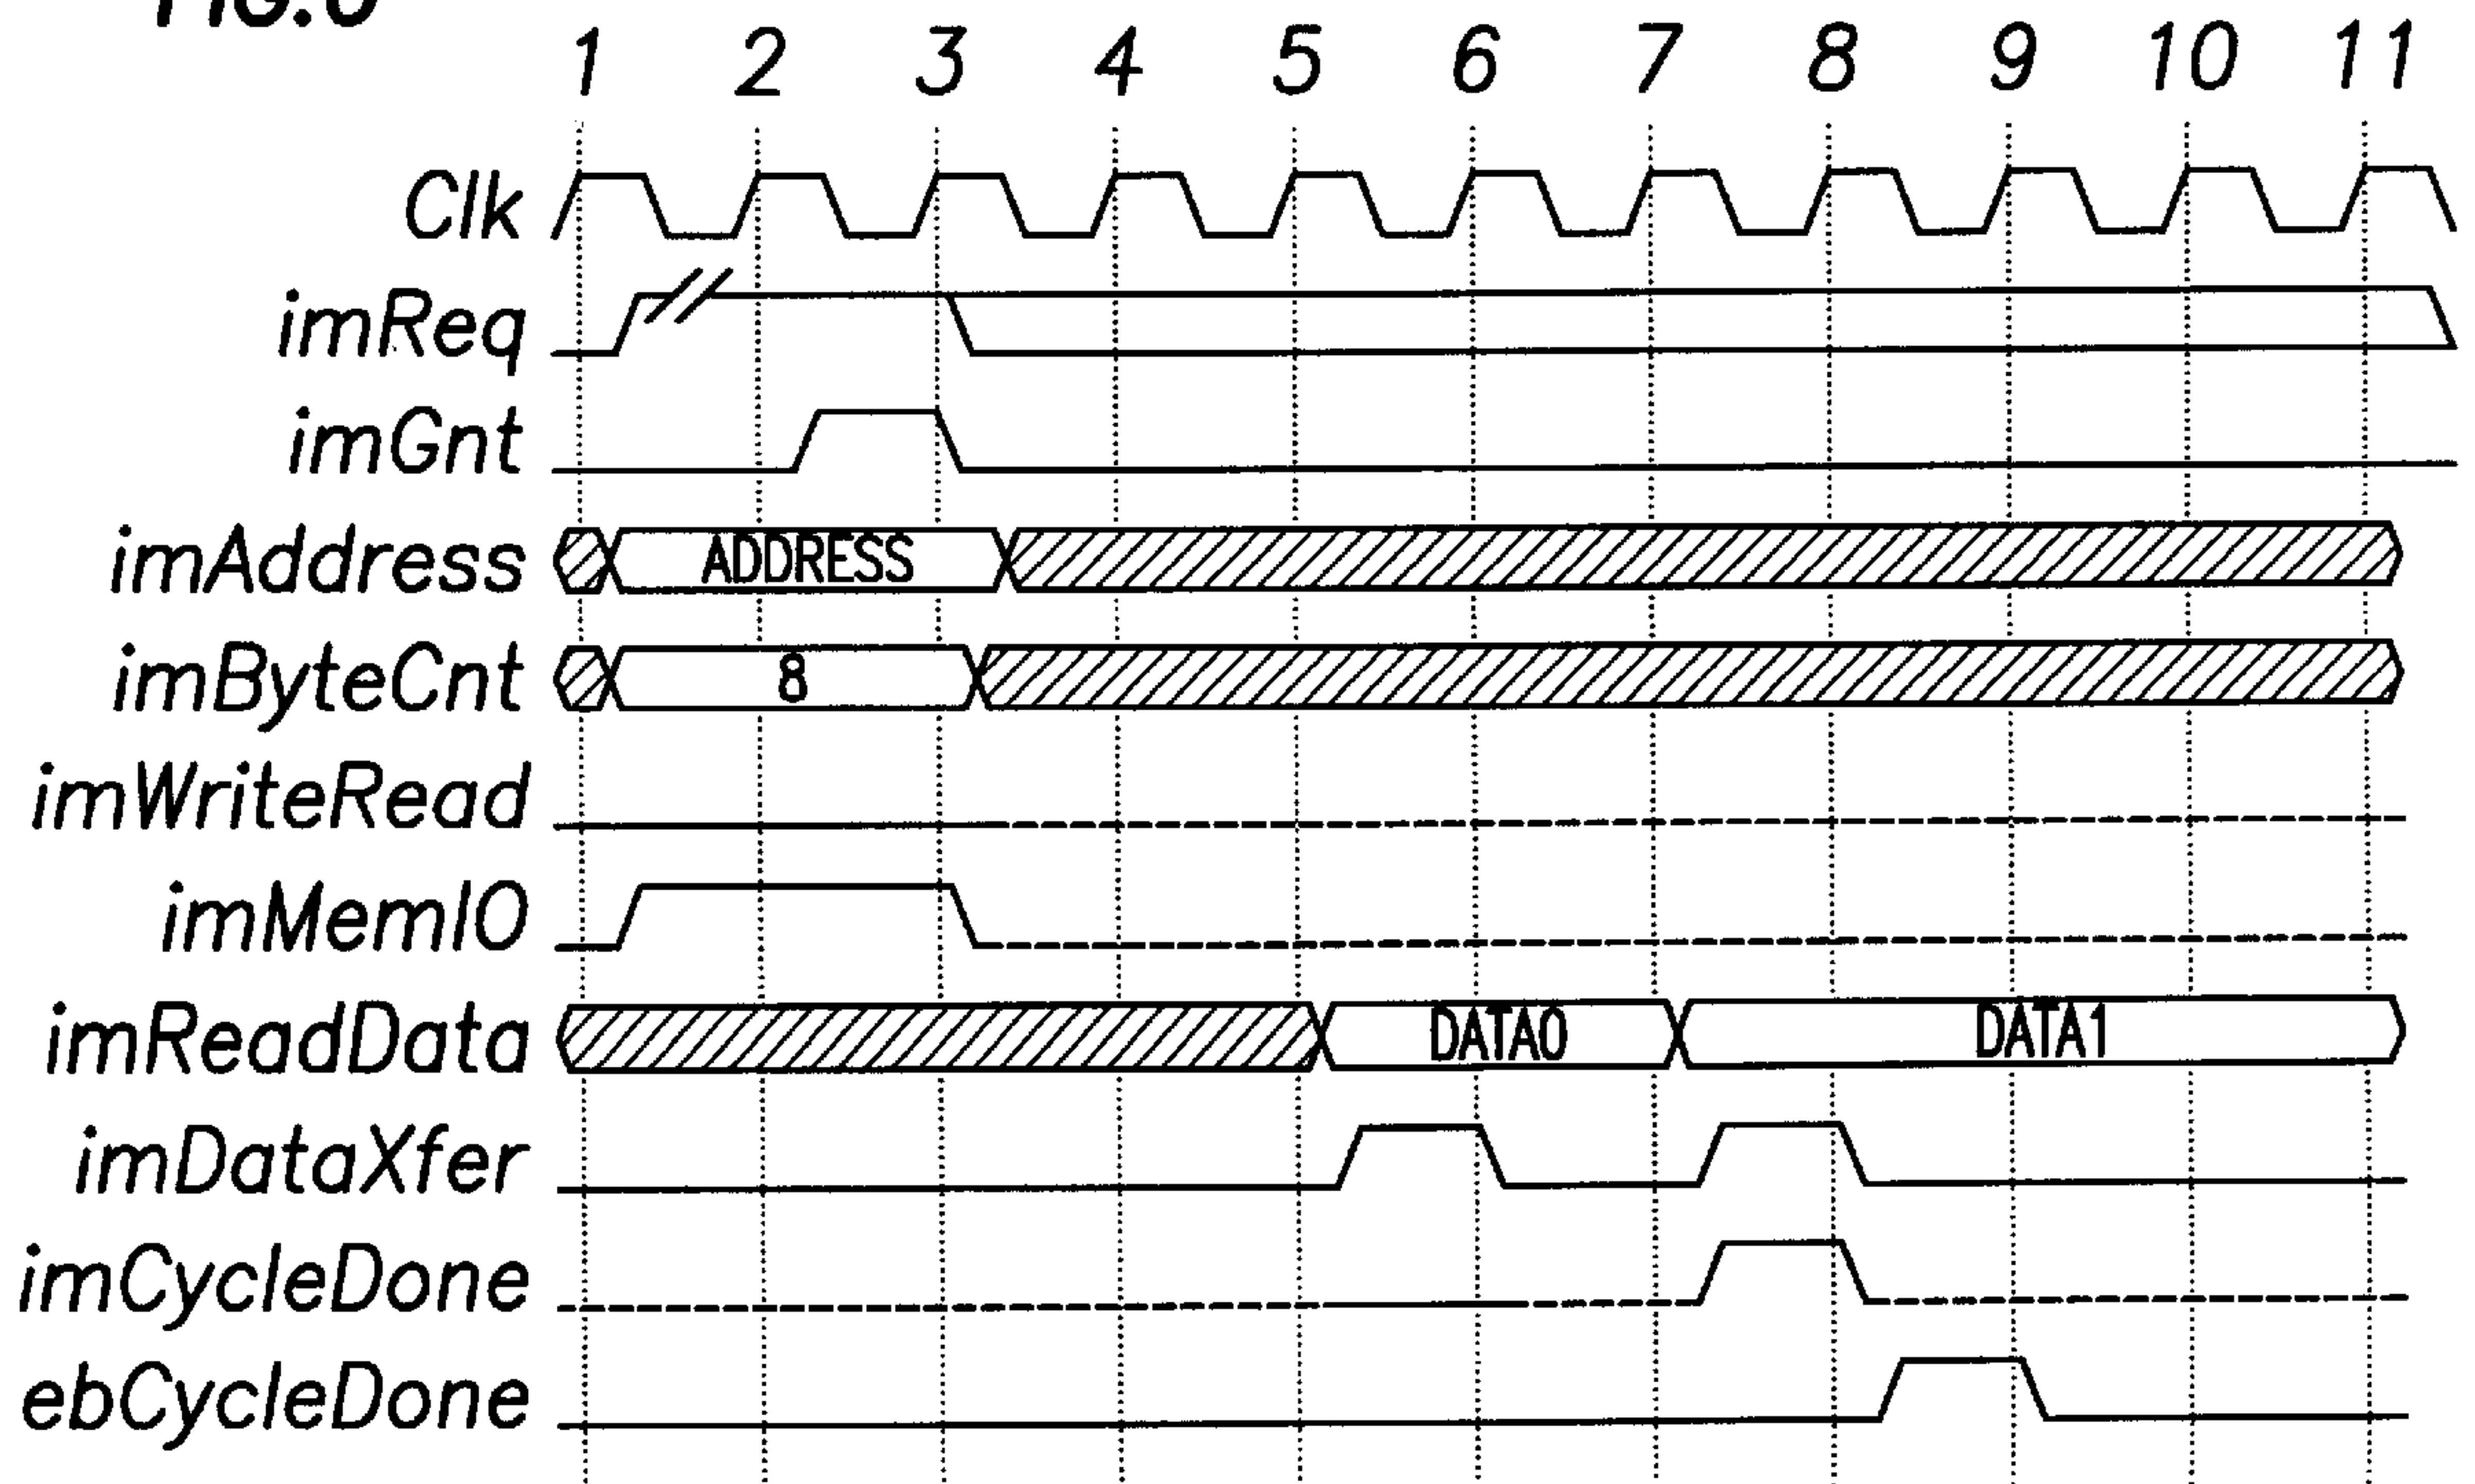 1 2 3 4 5 6 7 8 9 10 11
Clk
imReq
imGnt
imAddress ADDRESS
imByteCnt 8
imWriteRead
imMemIO
imReadData DATA0 DATA1
imDataXfer
imCycleDone
ebCycleDone